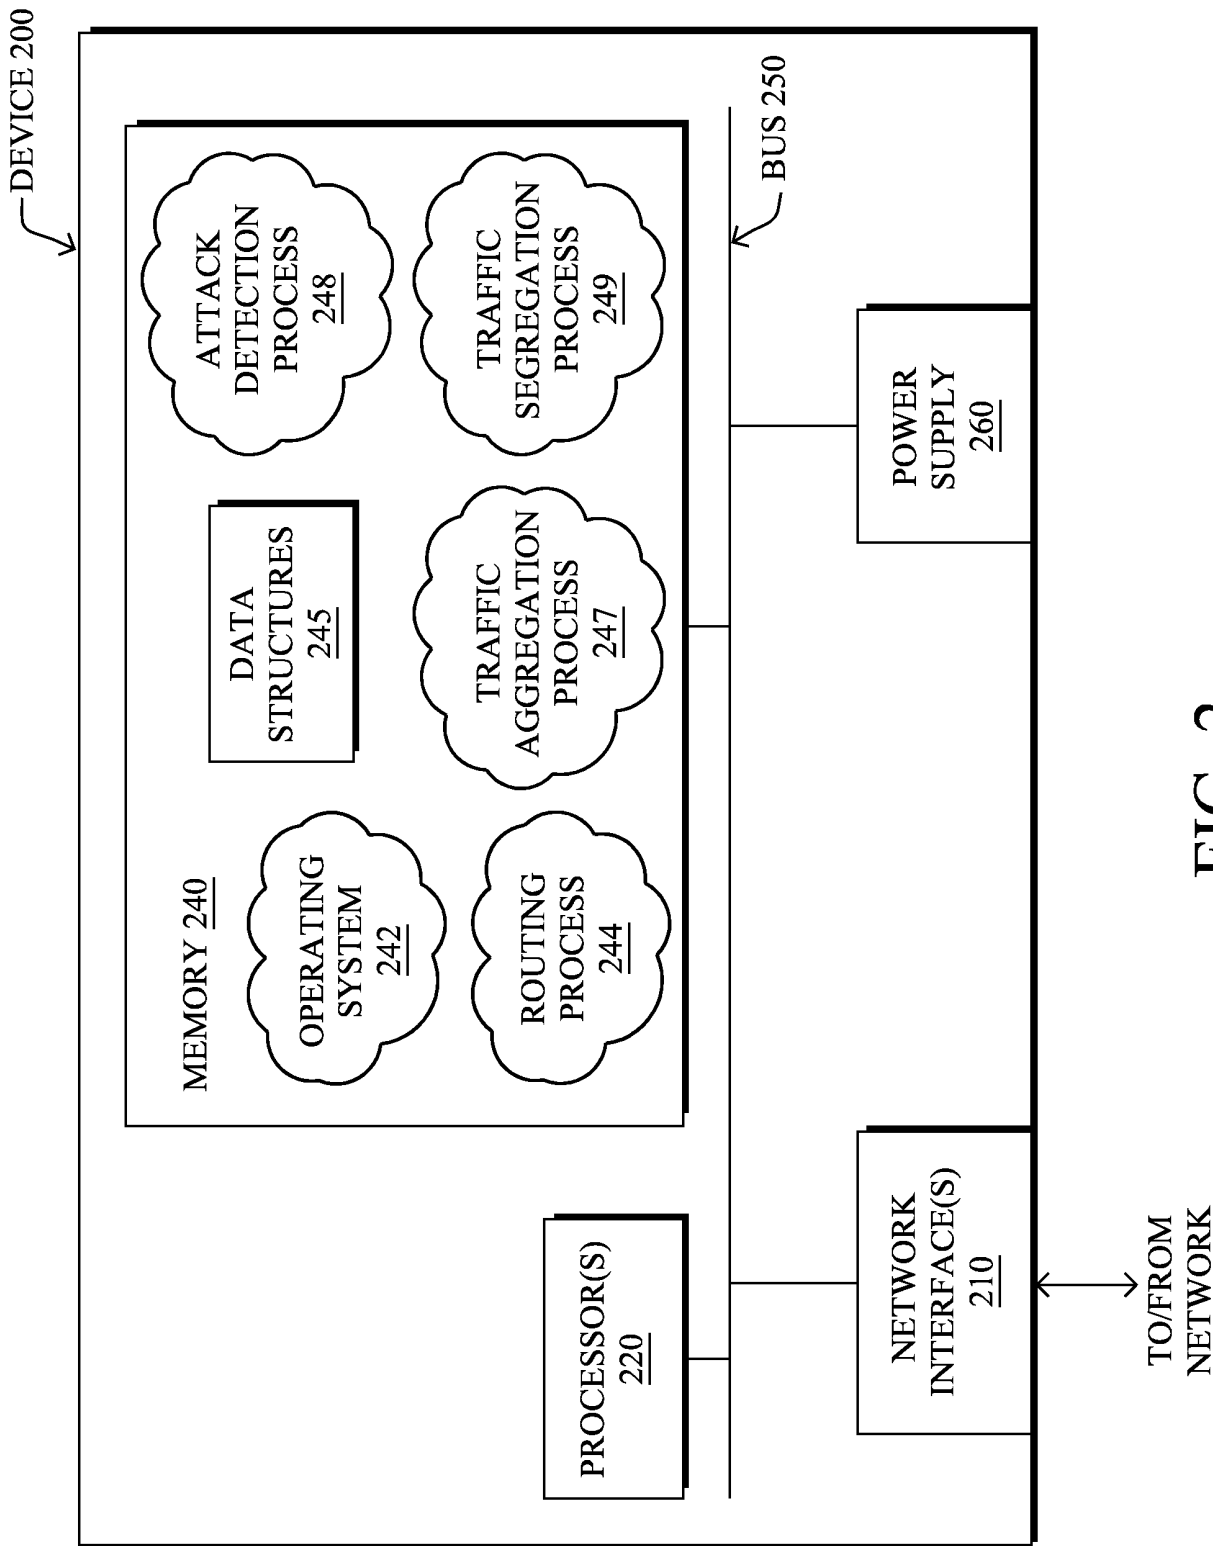 DEVICE 200
MEMORY 240
OPERATING
SYSTEM
242
DATA
STRUCTURES
245
ATTACK
DETECTION
PROCESS
248
ROUTING
PROCESS
244
TRAFFIC
AGGREGATION
PROCESS
247
TRAFFIC
SEGREGATION
PROCESS
249
PROCESSOR(S)
220
BUS 250
NETWORK
INTERFACE(S)
210
POWER
SUPPLY
260
TO/FROM
NETWORK